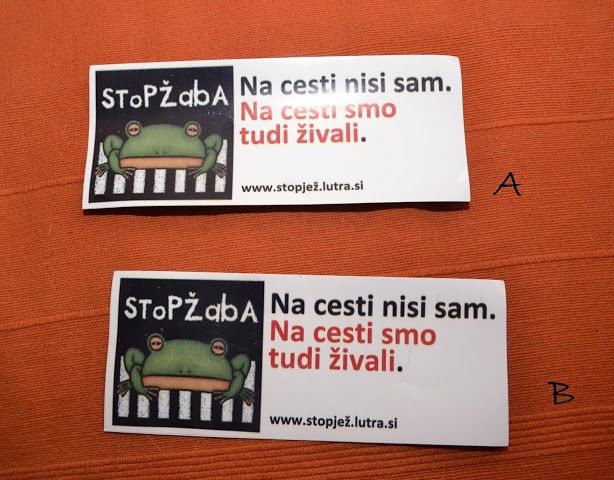 SToPŽabA
Na cesti nisi sam.
Na cesti smo
tudi živali.
www.stopjež.lutra.si
A
SToPŽabA
Na cesti nisi sam.
Na cesti smo
tudi živali.
www.stopjež.lutra.si
B